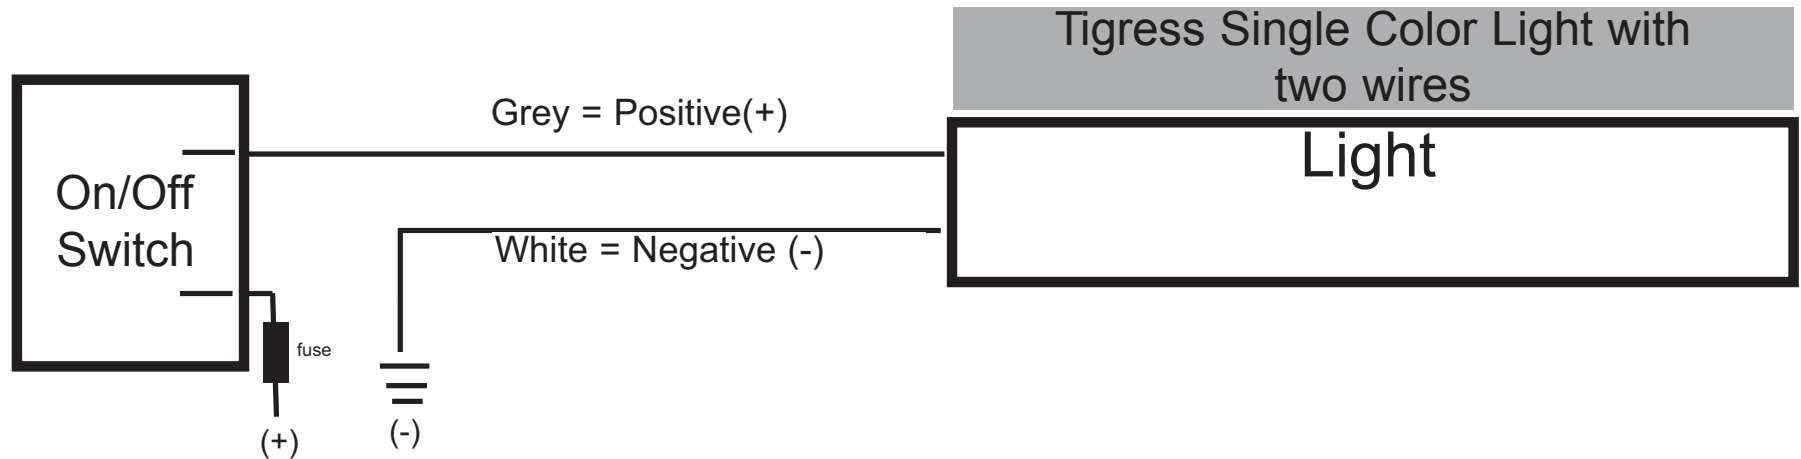 Tigress Single Color Light with
two wires
Grey = Positive(+)
Light
On/Off
Switch
White = Negative (-)
fuse
(+)
(-)